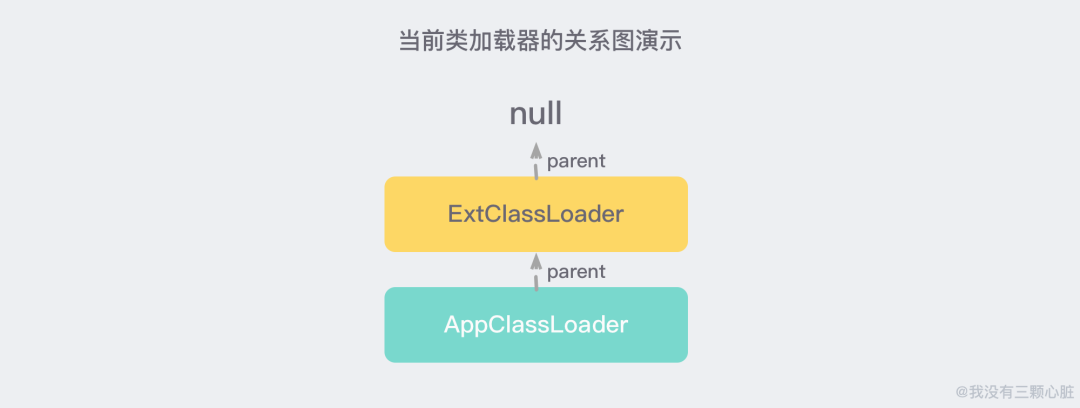 当前类加载器的关系图演示
null
parent
ExtClassLoader
parent
AppClassLoader
@我没有三颗心脏